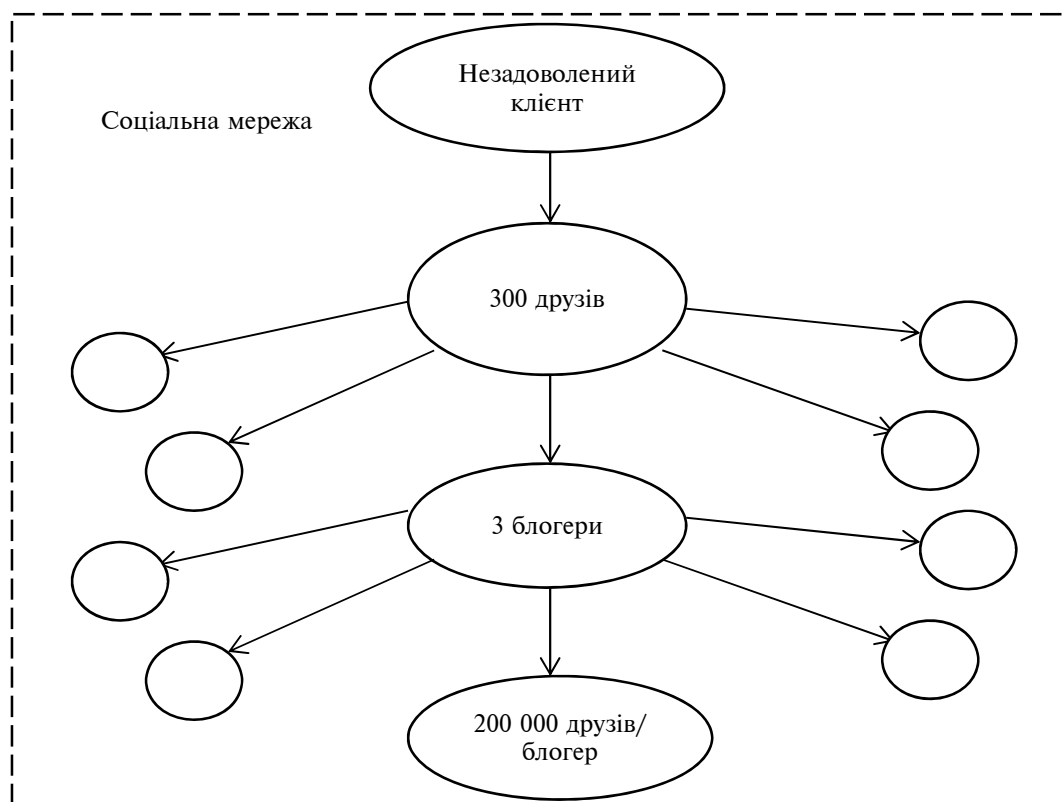 Незадоволений
клієнт
Соціальна мережа
300 друзів
3 блогери
200 000 друзів/
блогер